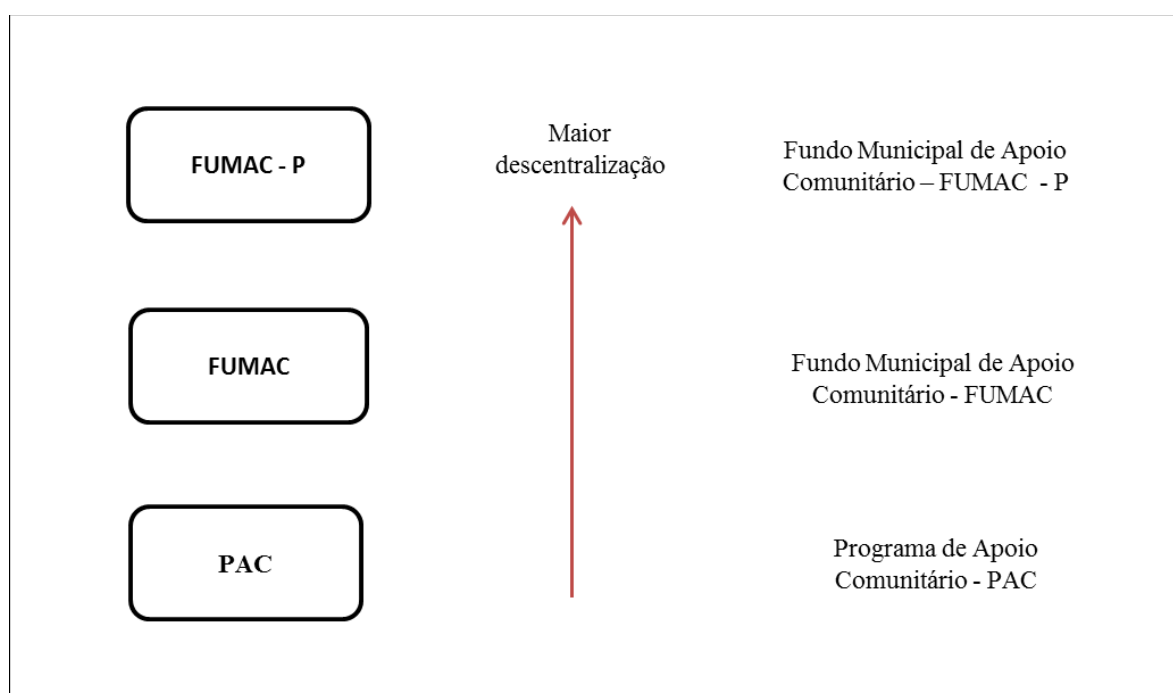 FUMAC - P
Maior
descentralização
Fundo Municipal de Apoio
Comunitário – FUMAC - P
FUMAC
Fundo Municipal de Apoio
Comunitário - FUMAC
PAC
Programa de Apoio
Comunitário - PAC